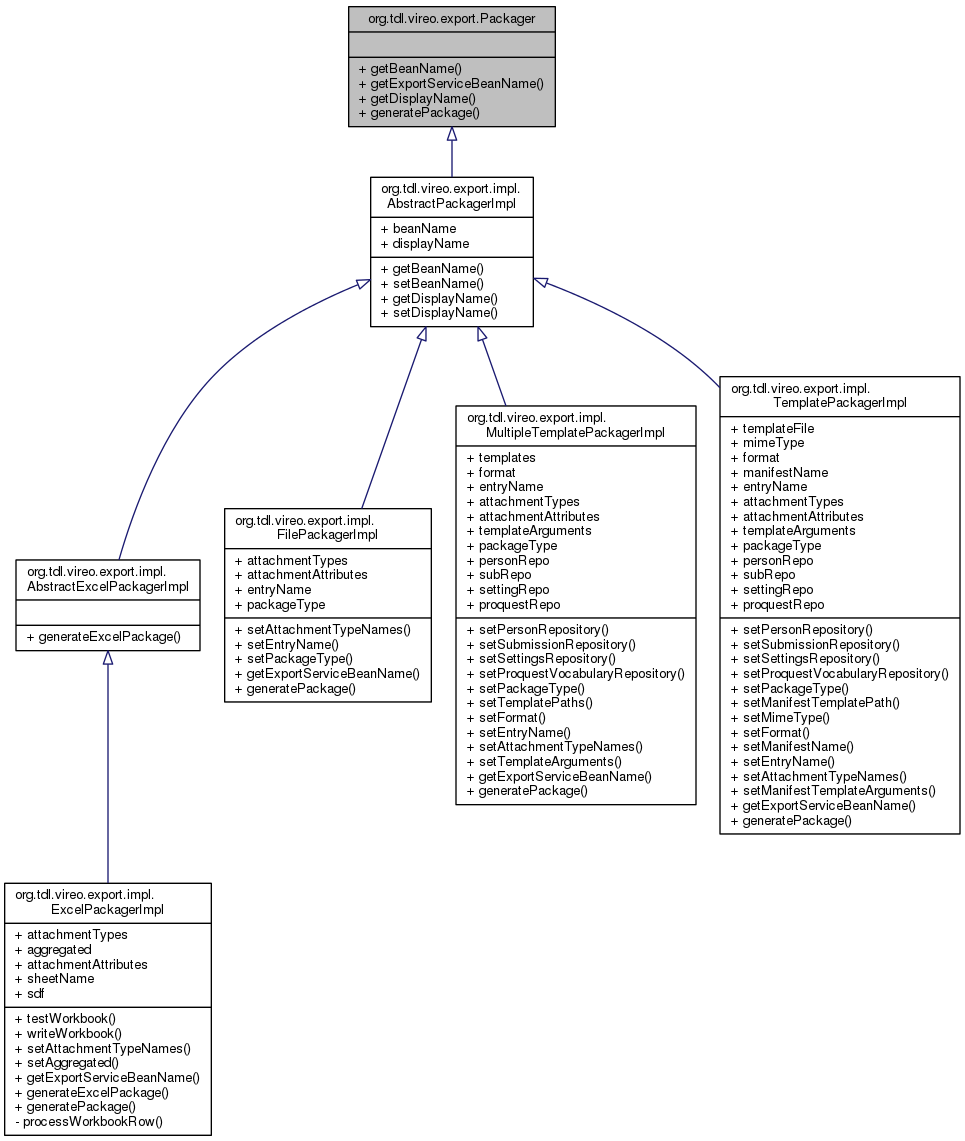 org.tdl.vireo.export.Packager
+ getBeanName()
+ getExportServiceBeanName()
+ getDisplayName()
+ generatePackage()
org.tdl.vireo.export.impl.
AbstractPackagerImpl
+ beanName
+ displayName
+ getBeanName()
+ setBeanName()
+ getDisplayName()
+ setDisplayName()
org.tdl.vireo.export.impl.
AbstractExcelPackagerImpl
+ generateExcelPackage()
org.tdl.vireo.export.impl.
FilePackagerImpl
+ attachmentTypes
+ attachmentAttributes
+ entryName
+ packageType
+ setAttachmentTypeNames()
+ setEntryName()
+ setPackageType()
+ getExportServiceBeanName()
+ generatePackage()
org.tdl.vireo.export.impl.
MultipleTemplatePackagerImpl
+ templates
+ format
+ entryName
+ attachmentTypes
+ attachmentAttributes
+ templateArguments
+ packageType
+ personRepo
+ subRepo
+ settingRepo
+ proquestRepo
+ setPersonRepository()
+ setSubmissionRepository()
+ setSettingsRepository()
+ setProquestVocabularyRepository()
+ setPackageType()
+ setTemplatePaths()
+ setFormat()
+ setEntryName()
+ setAttachmentTypeNames()
+ setTemplateArguments()
+ getExportServiceBeanName()
+ generatePackage()
org.tdl.vireo.export.impl.
TemplatePackagerImpl
+ templateFile
+ mimeType
+ format
+ manifestName
+ entryName
+ attachmentTypes
+ attachmentAttributes
+ templateArguments
+ packageType
+ personRepo
+ subRepo
+ settingRepo
+ proquestRepo
+ setPersonRepository()
+ setSubmissionRepository()
+ setSettingsRepository()
+ setProquestVocabularyRepository()
+ setPackageType()
+ setManifestTemplatePath()
+ setMimeType()
+ setFormat()
+ setManifestName()
+ setEntryName()
+ setAttachmentTypeNames()
+ setManifestTemplateArguments()
+ getExportServiceBeanName()
+ generatePackage()
org.tdl.vireo.export.impl.
ExcelPackagerImpl
+ attachmentTypes
+ aggregated
+ attachmentAttributes
+ sheetName
+ sdf
+ testWorkbook()
+ writeWorkbook()
+ setAttachmentTypeNames()
+ setAggregated()
+ getExportServiceBeanName()
+ generateExcelPackage()
+ generatePackage()
- processWorkbookRow()